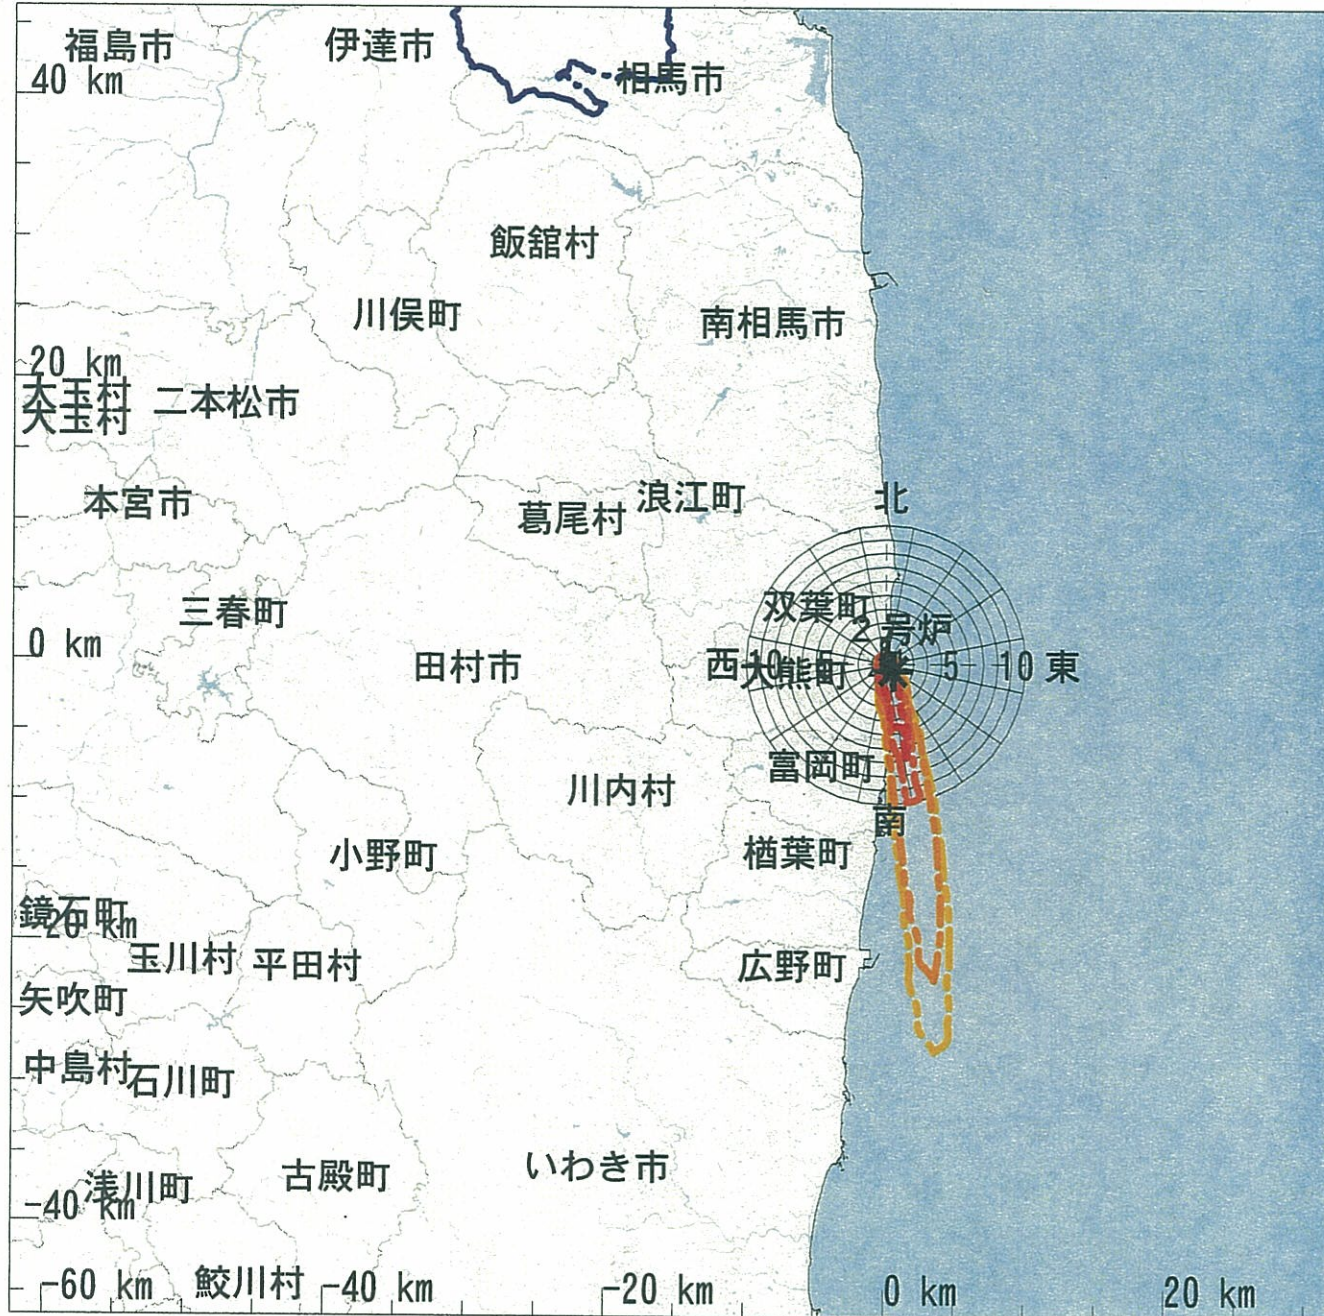 福島市
伊達市
40 km
相馬市
飯舘村
川俣町
南相馬市
20 km
大玉村
大玉村
二本松市
本宮市
葛尾村
浪江町
北
三春町
双葉町
2号炉
0 km
田村市
西
10
5
大熊町
5
10
東
富岡町
川内村
南
小野町
楢葉町
鏡石町
-20 km
玉川村
平田村
広野町
矢吹町
中島村
石川町
いわき市
古殿町
浅川町
-40 km
-60 km
鮫川村
-40 km
-20 km
0 km
20 km